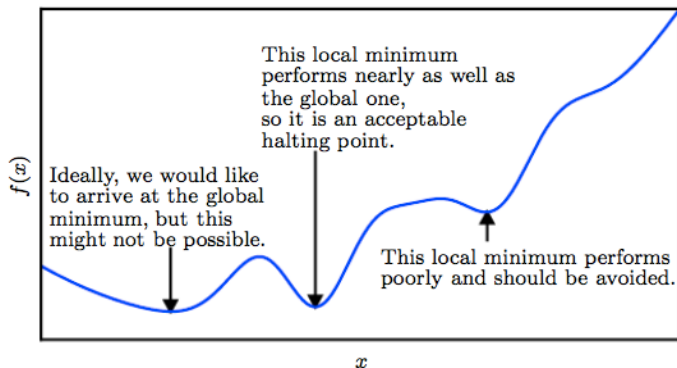 This local minimum
performs nearly as well as
the global one,
so it is an acceptable
halting point.
Ideally, we would like
to arrive at the global
minimum, but this
might not be possible.
This local minimum performs
poorly and should be avoided.
f(x)
x